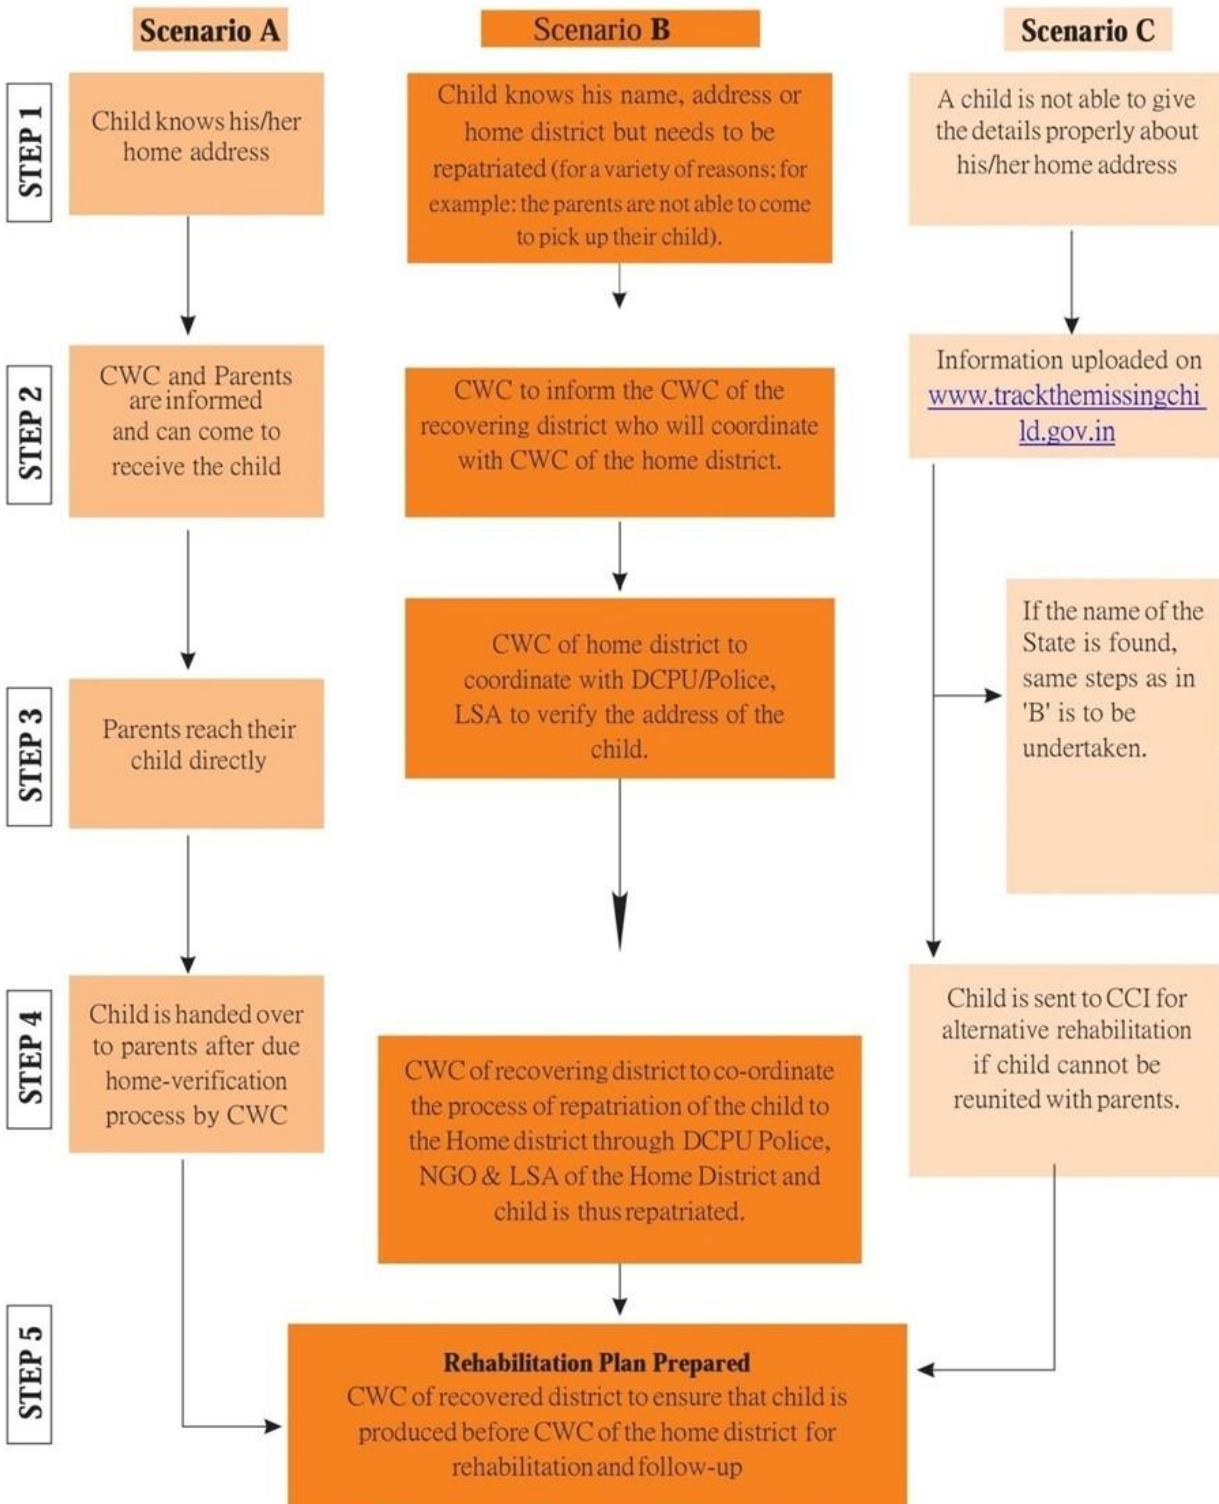 Scenario A
Scenario B
Scenario C
STEP 1
Child knows his/her
home address
Child knows his name, address or
home district but needs to be
repatriated (for a variety of reasons; for
example: the parents are not able to come
to pick up their child).
A child is not able to give
the details properly about
his/her home address
STEP 2
CWC and Parents
are informed
and can come to
receive the child
CWC to inform the CWC of the
recovering district who will coordinate
with CWC of the home district.
Information uploaded on
www.trackthemissingchi
ld.gov.in
STEP 3
Parents reach their
child directly
CWC of home district to
coordinate with DCPU/Police,
LSA to verify the address of the
child.
If the name of the
State is found,
same steps as in
'B' is to be
undertaken.
STEP 4
Child is handed over
to parents after due
home-verification
process by CWC
CWC of recovering district to co-ordinate
the process of repatriation of the child to
the Home district through DCPU Police,
NGO & LSA of the Home District and
child is thus repatriated.
Child is sent to CCI for
alternative rehabilitation
if child cannot be
reunited with parents.
STEP 5
Rehabilitation Plan Prepared
CWC of recovered district to ensure that child is
produced before CWC of the home district for
rehabilitation and follow-up